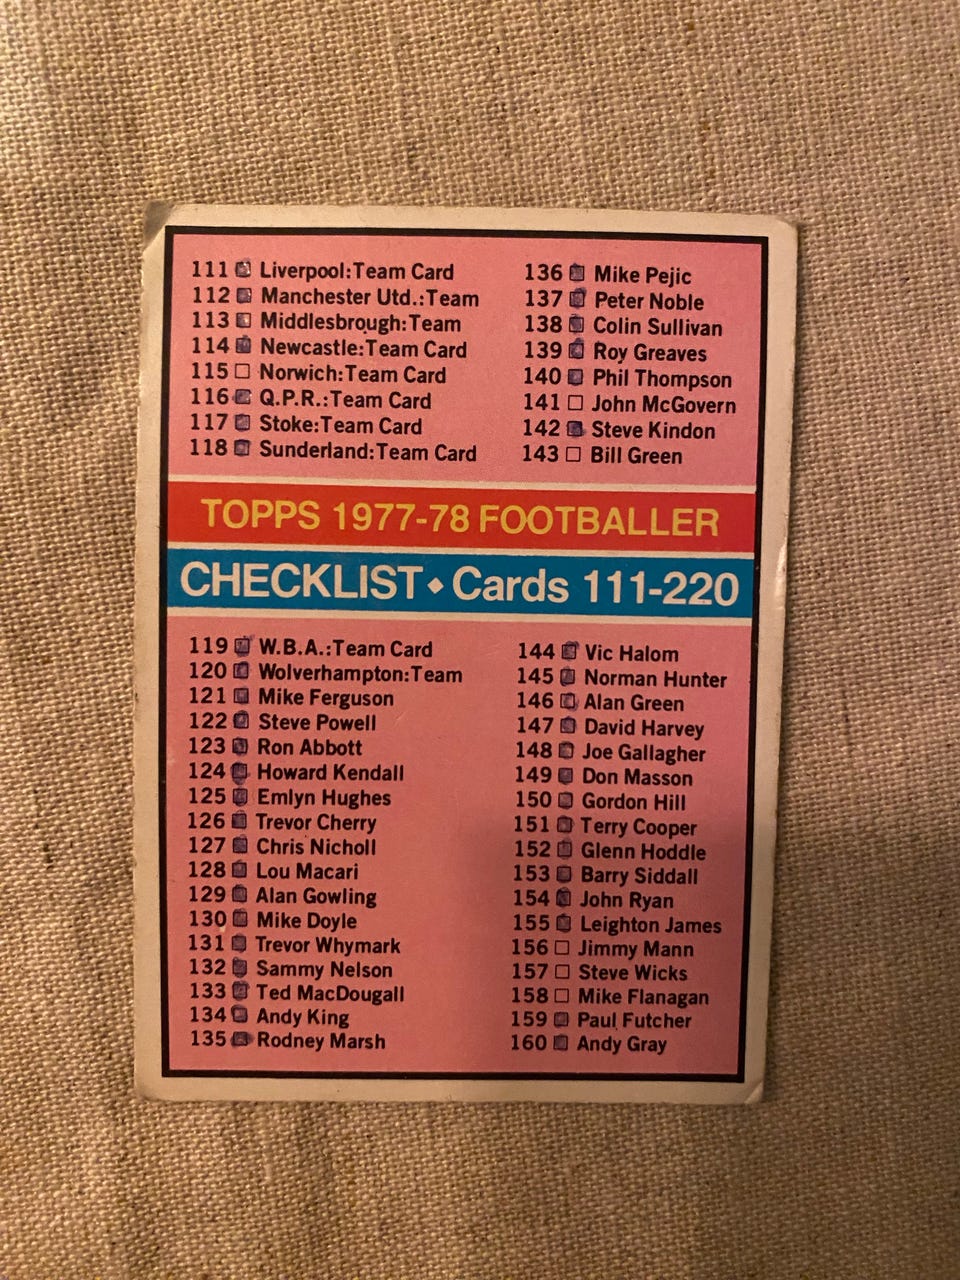 111 Liverpool:Team Card
112 Manchester Utd.:Team
113 Middlesbrough:Team
114 Newcastle:Team Card
115 Norwich:Team Card
116 Q.P.R.:Team Card
117 Stoke:Team Card
118 Sunderland:Team Card
136 Mike Pejic
137 Peter Noble
138 Colin Sullivan
139 Roy Greaves
140 Phil Thompson
141 John McGovern
142 Steve Kindon
143 Bill Green
TOPPS 1977-78 FOOTBALLER
CHECKLIST♦Cards 111-220
119 W.B.A.:Team Card
120 Wolverhampton:Team
121 Mike Ferguson
122 Steve Powell
123 Ron Abbott
124 Howard Kendall
125 Emlyn Hughes
126 Trevor Cherry
127 Chris Nicholl
128 Lou Macari
129 Alan Gowling
130 Mike Doyle
131 Trevor Whymark
132 Sammy Nelson
133 Ted MacDougall
134 Andy King
135 Rodney Marsh
144 Vic Halom
145 Norman Hunter
146 Alan Green
147 David Harvey
148 Joe Gallagher
149 Don Masson
150 Gordon Hill
151 Terry Cooper
152 Glenn Hoddle
153 Barry Siddall
154 John Ryan
155 Leighton James
156 Jimmy Mann
157 Steve Wicks
158 Mike Flanagan
159 Paul Futcher
160 Andy Gray